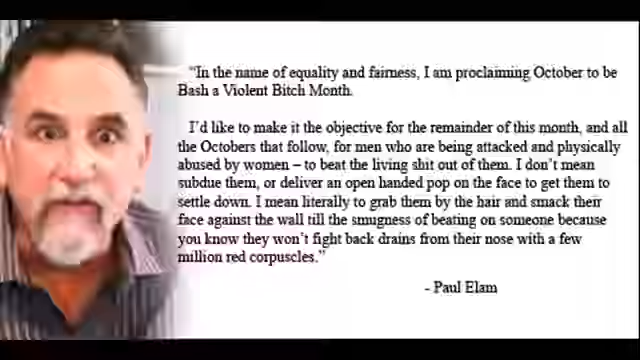 “In the name of equality and fairness, I am proclaiming October to be
Bash a Violent Bitch Month.
I’d like to make it the objective for the remainder of this month, and all
the Octobers that follow, for men who are being attacked and physically
abused by women – to beat the living shit out of them. I don’t mean
subdue them, or deliver an open handed pop on the face to get them to
settle down. I mean literally to grab them by the hair and smack their
face against the wall till the smugness of beating on someone because
you know they won’t fight back drains from their nose with a few
million red corpuscles.”
- Paul Elam